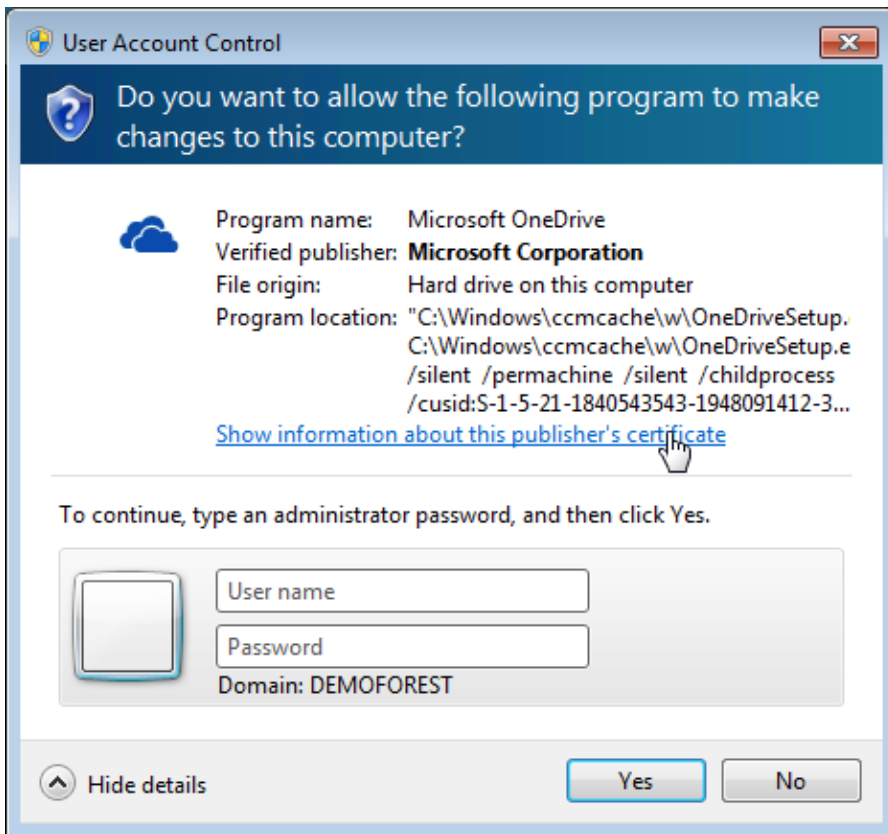 User Account Control
Do you want to allow the following program to make
changes to this computer?
Program name: Microsoft OneDrive
Verified publisher: Microsoft Corporation
File origin: Hard drive on this computer
Program location: "C:\Windows\ccmcache\w\OneDriveSetup.
C:\Windows\ccmcache\w\OneDriveSetup.e
/silent /permachine /silent /childprocess
/cusid:S-1-5-21-1840543543-1948091412-3...
Show information about this publisher's certificate
To continue, type an administrator password, and then click Yes.
User name
Password
Domain: DEMOFOREST
Hide details
Yes
No